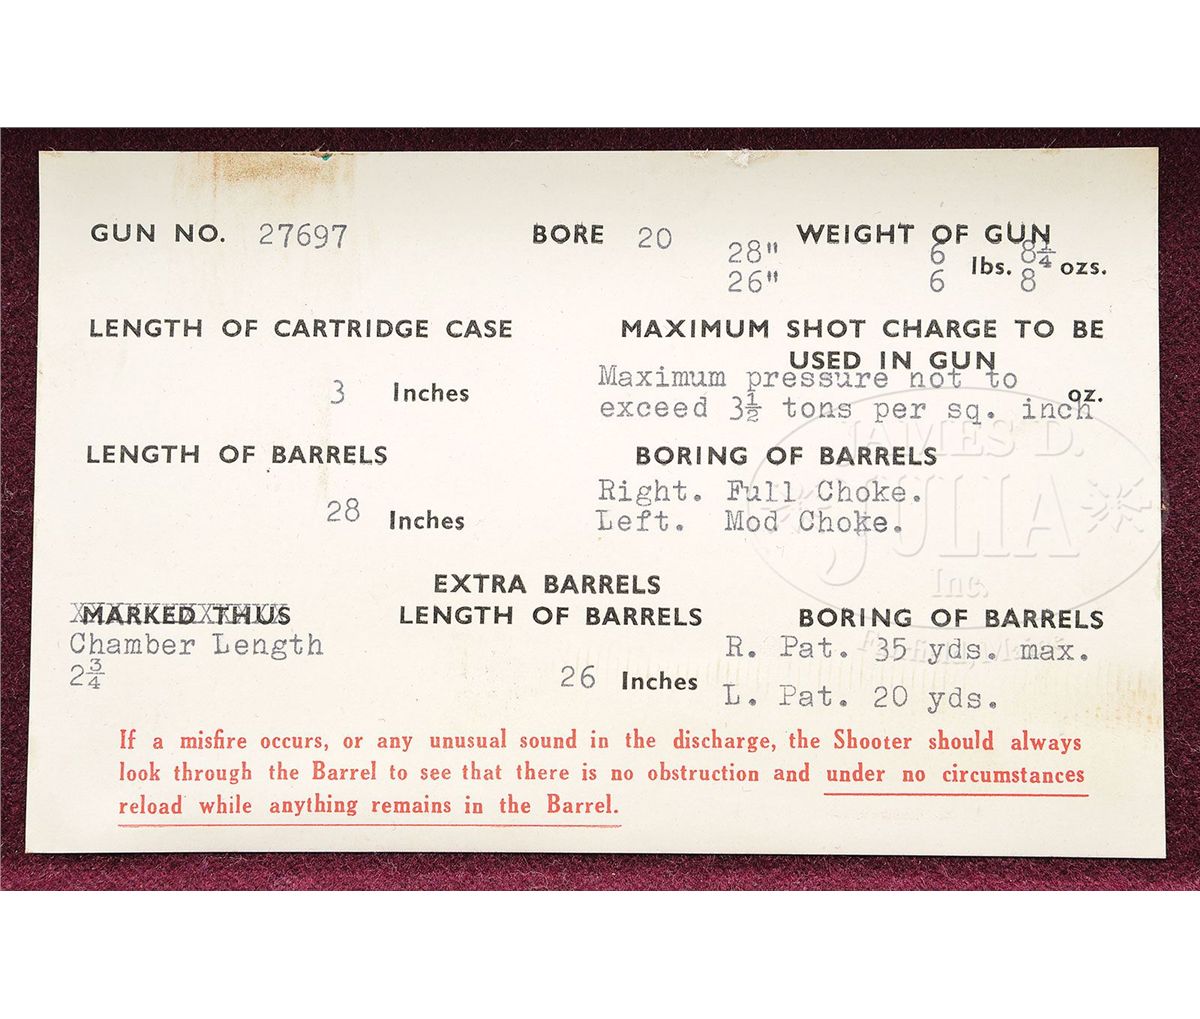 GUN NO. 27697 BORE 20 WEIGHT OF GUN
28" 6 lbs. 8¼ ozs.
26" 6 8
LENGTH OF CARTRIDGE CASE
3 Inches
MAXIMUM SHOT CHARGE TO BE
USED IN GUN
Maximum pressure not to
exceed 3½ tons per sq. inch oz.
LENGTH OF BARRELS
28 Inches
BORING OF BARRELS
Right. Full Choke.
Left. Mod Choke.
MARKED THUS
Chamber Length
2¾
EXTRA BARRELS
LENGTH OF BARRELS
26 Inches
BORING OF BARRELS
R. Pat. 35 yds. max.
L. Pat. 20 yds.
If a misfire occurs, or any unusual sound in the discharge, the Shooter should always
look through the Barrel to see that there is no obstruction and under no circumstances
reload while anything remains in the Barrel.
JAMES D.
JULIA
Inc.